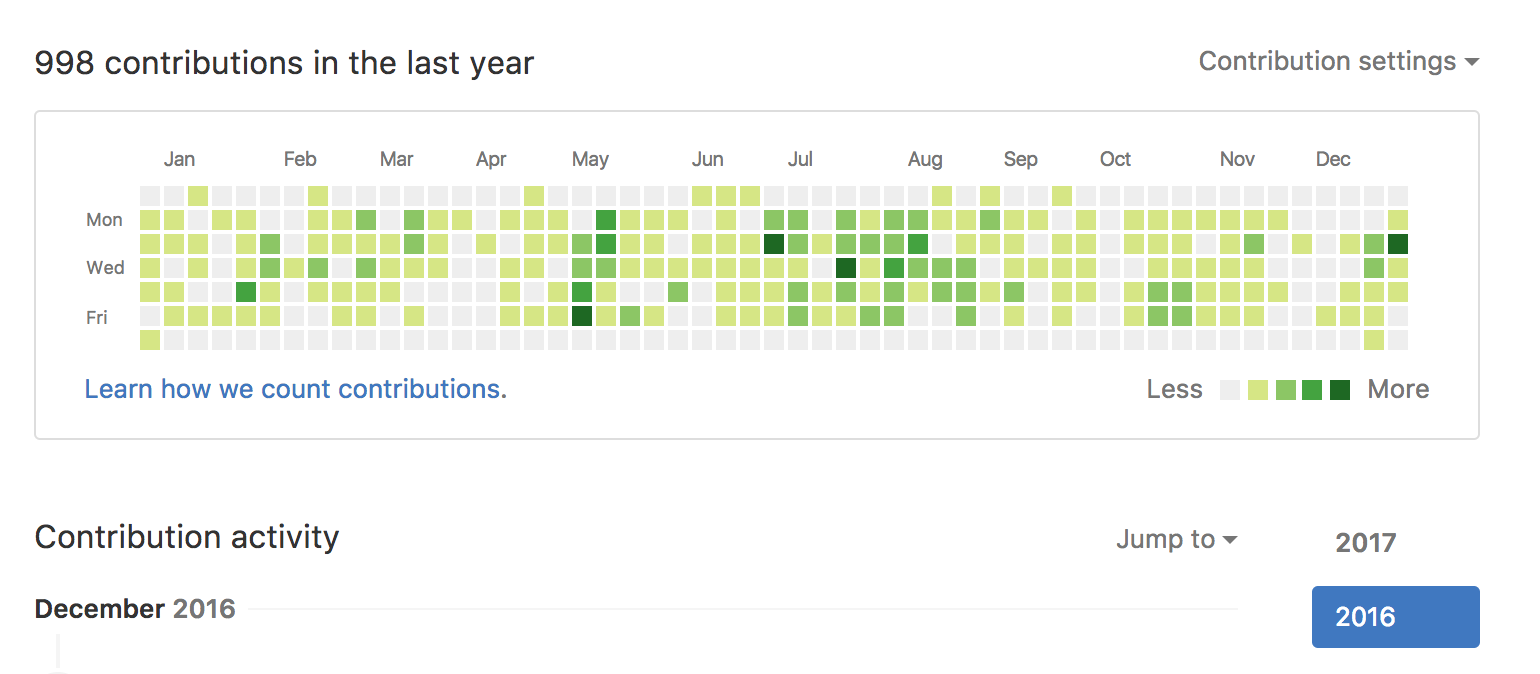 998 contributions in the last year
Contribution settings
Jan Feb Mar Apr May Jun Jul Aug Sep Oct Nov Dec
Mon
Wed
Fri
Learn how we count contributions.
Less More
Contribution activity
Jump to
2017
December 2016
2016